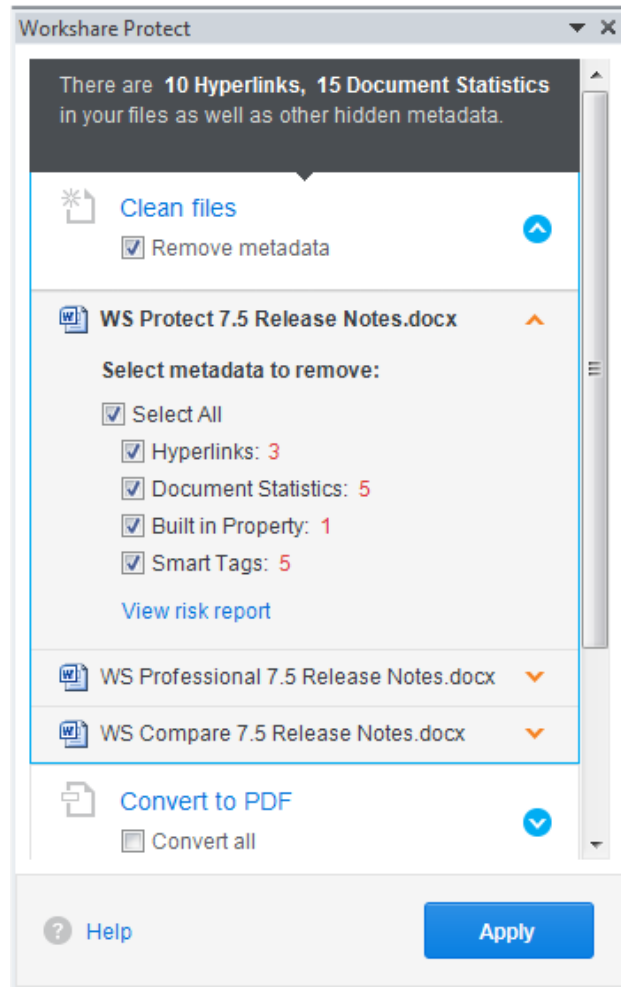 Workshare Protect
There are 10 Hyperlinks, 15 Document Statistics
in your files as well as other hidden metadata.
Clean files
Remove metadata
WS Protect 7.5 Release Notes.docx
Select metadata to remove:
Select All
Hyperlinks: 3
Document Statistics: 5
Built in Property: 1
Smart Tags: 5
View risk report
WS Professional 7.5 Release Notes.docx
WS Compare 7.5 Release Notes.docx
Convert to PDF
Convert all
? Help
Apply